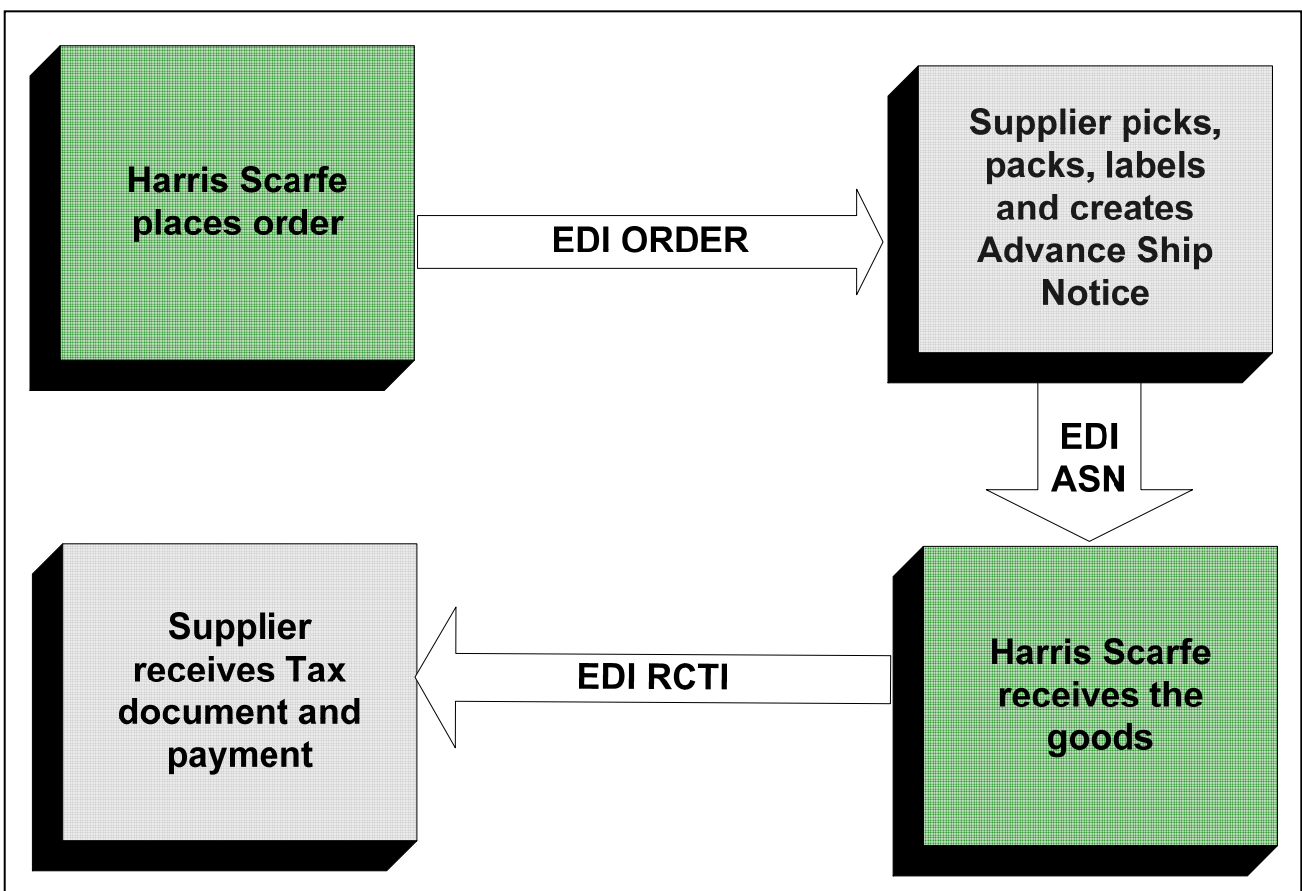 Harris Scarfe
places order
EDI ORDER
Supplier picks,
packs, labels
and creates
Advance Ship
Notice
EDI
ASN
Harris Scarfe
receives the
goods
EDI RCTI
Supplier
receives Tax
document and
payment